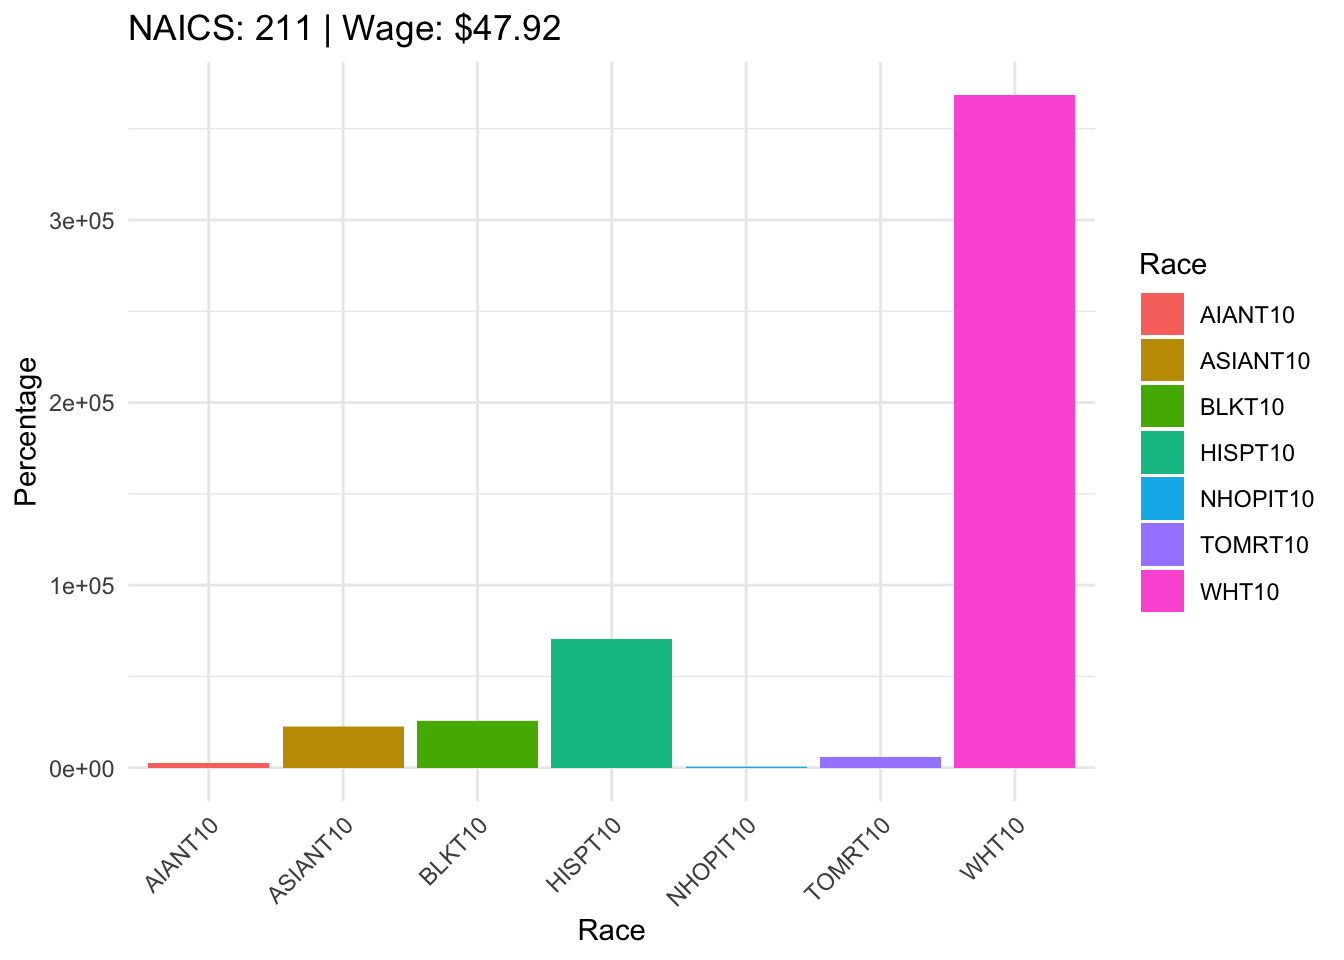 NAICS: 211 | Wage: $47.92
Percentage
3e+05
2e+05
1e+05
0e+00
AIANT10
ASIANT10
BLKT10
HISPT10
NHOPIT10
TOMRT10
WHT10
Race
Race
AIANT10
ASIANT10
BLKT10
HISPT10
NHOPIT10
TOMRT10
WHT10